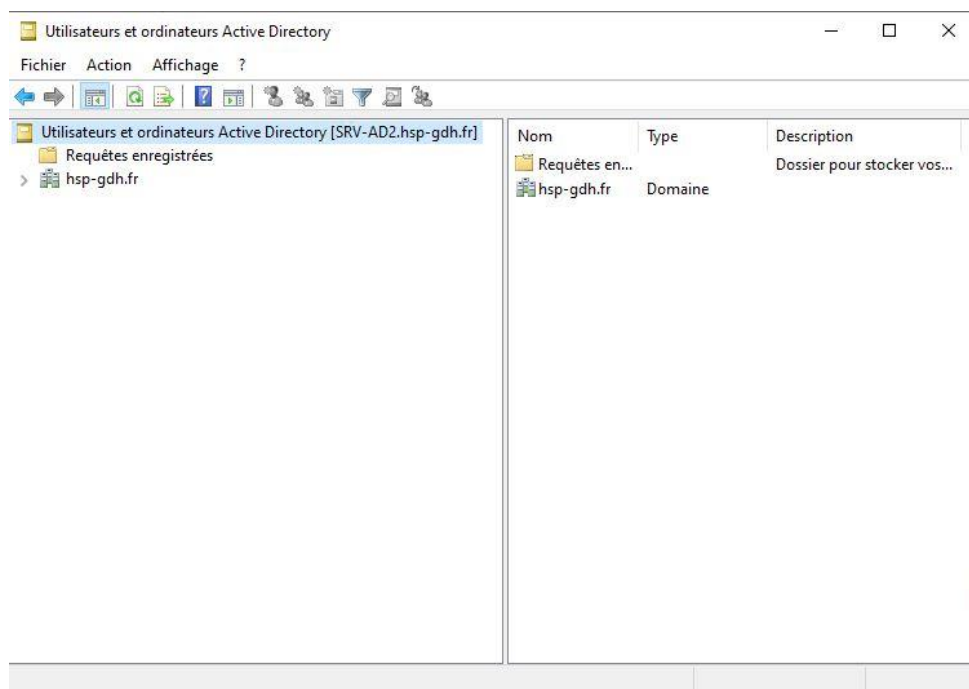 Utilisateurs et ordinateurs Active Directory
Fichier Action Affichage ?
Utilisateurs et ordinateurs Active Directory [SRV-AD2.hsp-gdh.fr]
Requêtes enregistrées
hsp-gdh.fr
Nom Type Description
Requêtes en... Dossier pour stocker vos...
hsp-gdh.fr Domaine